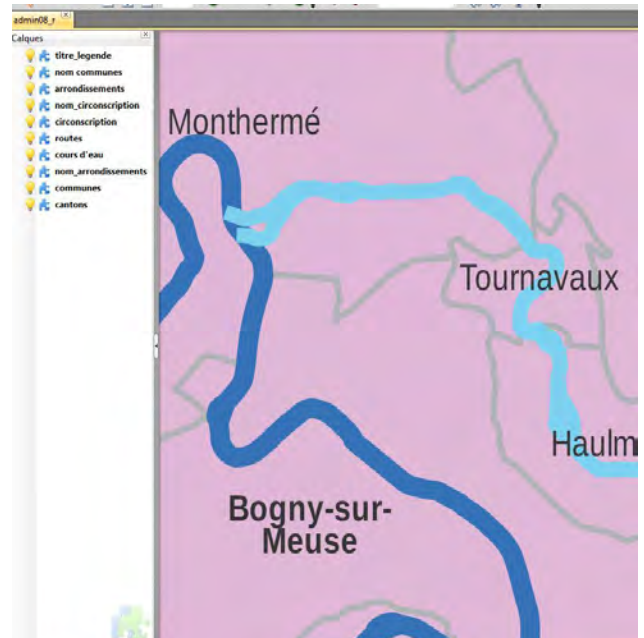 admin08_r
Calques
titre_legende
nom communes
arrondissements
nom_circonscription
circonscription
routes
cours d'eau
nom_arrondissements
communes
cantons
Monthermé
Tournavaux
Haulm
Bogny-sur-
Meuse